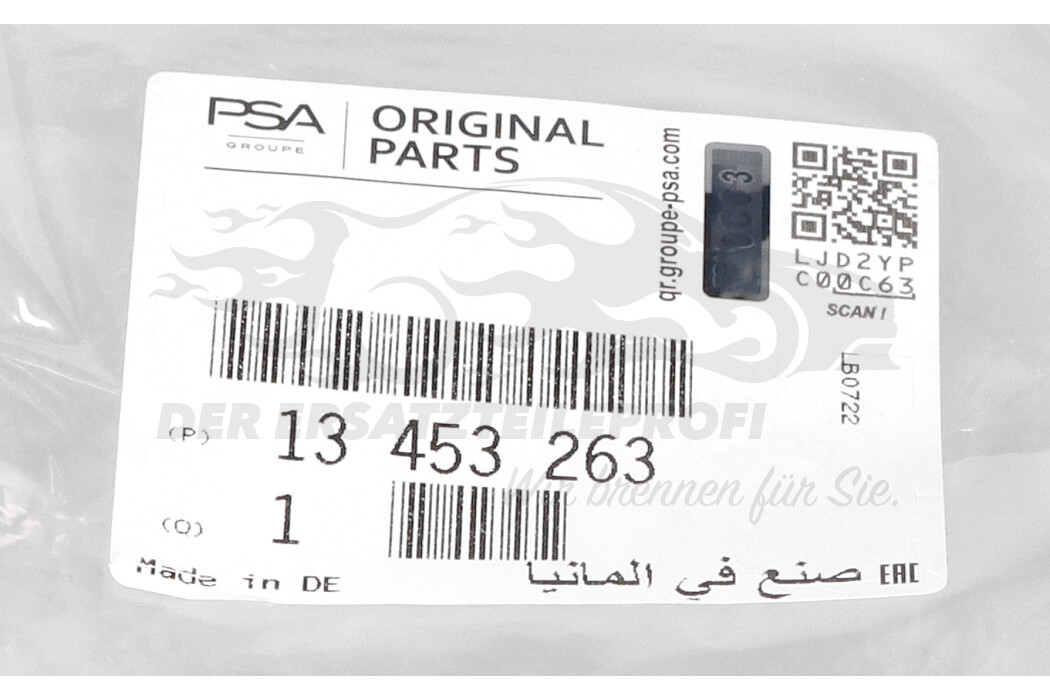 PSA
GROUPE
ORIGINAL
PARTS
qr.groupe-psa.com
LJD2YP
C00C63
SCAN !
LB0722
DER ERSATZTEILEPROFI
(P) 13 453 263
Wir brennen für Sie.
(Q) 1
Made in DE
صنع في المانيا
EAC